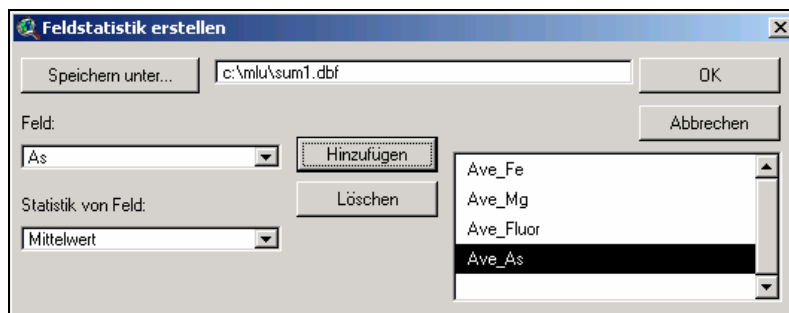 Feldstatistik erstellen
Speichern unter...
c:\mlu\sum1.dbf
OK
Abbrechen
Feld:
As
Hinzufügen
Löschen
Statistik von Feld:
Mittelwert
Ave_Fe
Ave_Mg
Ave_Fluor
Ave_As